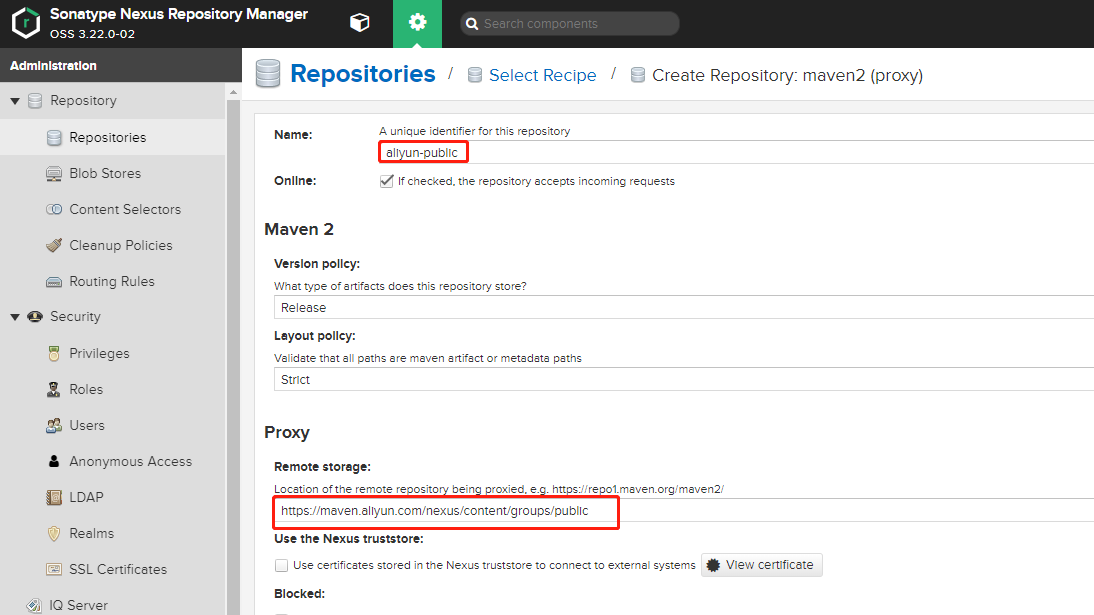 Sonatype Nexus Repository Manager
OSS 3.22.0-02
Search components
Administration
Repository
Repositories
Blob Stores
Content Selectors
Cleanup Policies
Routing Rules
Security
Privileges
Roles
Users
Anonymous Access
LDAP
Realms
SSL Certificates
IQ Server
Repositories / Select Recipe / Create Repository: maven2 (proxy)
Name: A unique identifier for this repository
aliyun-public
Online: If checked, the repository accepts incoming requests
Maven 2
Version policy:
What type of artifacts does this repository store?
Release
Layout policy:
Validate that all paths are maven artifact or metadata paths
Strict
Proxy
Remote storage:
Location of the remote repository being proxied, e.g. https://repo1.maven.org/maven2/
https://maven.aliyun.com/nexus/content/groups/public
Use the Nexus truststore:
Use certificates stored in the Nexus truststore to connect to external systems View certificate
Blocked: